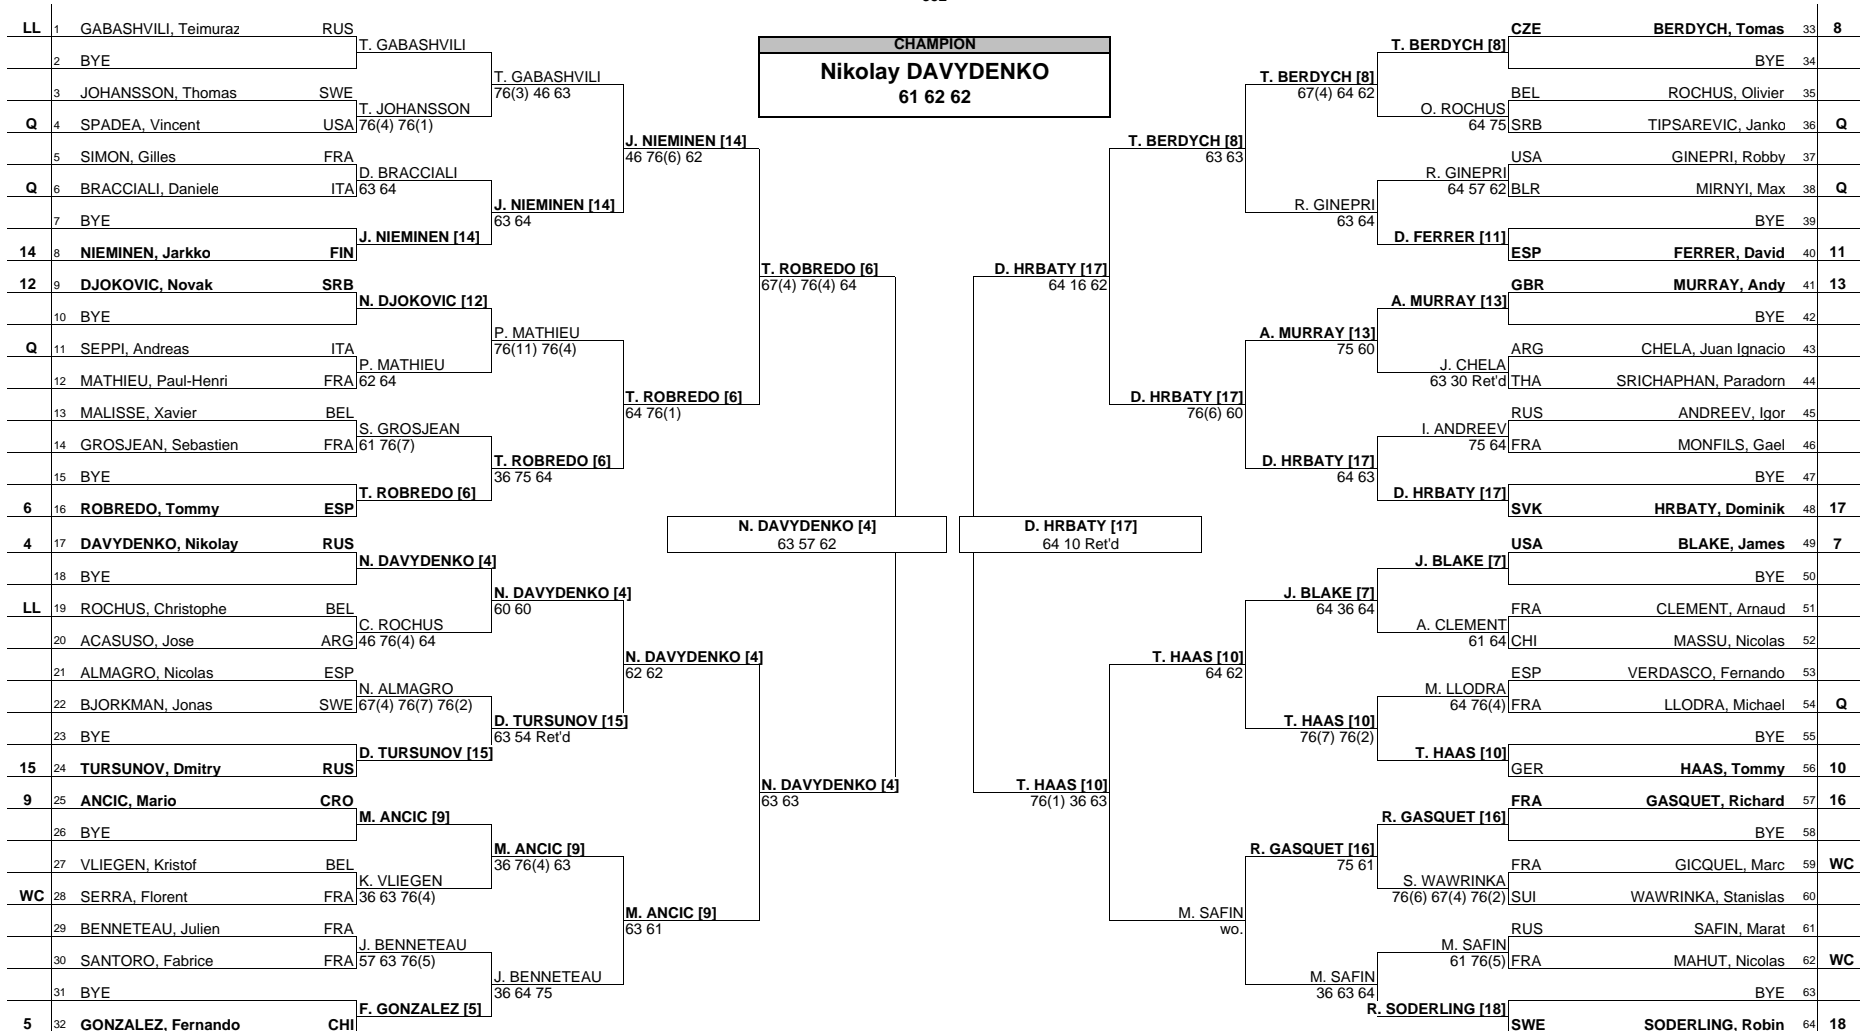 CHAMPION
Nikolay DAVYDENKO
61 62 62
LL 1 GABASHVILI, Teimuraz RUS
2 BYE
3 JOHANSSON, Thomas SWE
Q 4 SPADEA, Vincent USA
5 SIMON, Gilles FRA
Q 6 BRACCIALI, Daniele ITA
7 BYE
14 8 NIEMINEN, Jarkko FIN
12 9 DJOKOVIC, Novak SRB
10 BYE
Q 11 SEPPI, Andreas ITA
12 MATHIEU, Paul-Henri FRA
13 MALISSE, Xavier BEL
14 GROSJEAN, Sebastien FRA
15 BYE
6 16 ROBREDO, Tommy ESP
4 17 DAVYDENKO, Nikolay RUS
18 BYE
LL 19 ROCHUS, Christophe BEL
20 ACASUSO, Jose ARG
21 ALMAGRO, Nicolas ESP
22 BJORKMAN, Jonas SWE
23 BYE
15 24 TURSUNOV, Dmitry RUS
9 25 ANCIC, Mario CRO
26 BYE
27 VLIEGEN, Kristof BEL
WC 28 SERRA, Florent FRA
29 BENNETEAU, Julien FRA
30 SANTORO, Fabrice FRA
31 BYE
5 32 GONZALEZ, Fernando CHI
T. GABASHVILI
T. JOHANSSON
76(4) 76(1)
D. BRACCIALI
63 64
J. NIEMINEN [14]
N. DJOKOVIC [12]
P. MATHIEU
62 64
S. GROSJEAN
61 76(7)
T. ROBREDO [6]
N. DAVYDENKO [4]
C. ROCHUS
46 76(4) 64
N. ALMAGRO
67(4) 76(7) 76(2)
D. TURSUNOV [15]
M. ANCIC [9]
K. VLIEGEN
36 63 76(4)
J. BENNETEAU
57 63 76(5)
F. GONZALEZ [5]
T. GABASHVILI
76(3) 46 63
J. NIEMINEN [14]
63 64
P. MATHIEU
76(11) 76(4)
T. ROBREDO [6]
36 75 64
N. DAVYDENKO [4]
60 60
D. TURSUNOV [15]
63 54 Ret'd
M. ANCIC [9]
36 76(4) 63
J. BENNETEAU
36 64 75
J. NIEMINEN [14]
46 76(6) 62
T. ROBREDO [6]
64 76(1)
N. DAVYDENKO [4]
62 62
M. ANCIC [9]
63 61
T. ROBREDO [6]
67(4) 76(4) 64
N. DAVYDENKO [4]
63 63
N. DAVYDENKO [4]
63 57 62
D. HRBATY [17]
64 10 Ret'd
D. HRBATY [17]
64 16 62
T. HAAS [10]
76(1) 36 63
T. BERDYCH [8]
63 63
D. HRBATY [17]
76(6) 60
T. HAAS [10]
64 62
M. SAFIN
wo.
T. BERDYCH [8]
67(4) 64 62
R. GINEPRI
63 64
A. MURRAY [13]
75 60
D. HRBATY [17]
64 63
J. BLAKE [7]
64 36 64
T. HAAS [10]
76(7) 76(2)
R. GASQUET [16]
75 61
M. SAFIN
36 63 64
T. BERDYCH [8]
O. ROCHUS
64 75
R. GINEPRI
64 57 62
D. FERRER [11]
A. MURRAY [13]
J. CHELA
63 30 Ret'd
I. ANDREEV
75 64
D. HRBATY [17]
J. BLAKE [7]
A. CLEMENT
61 64
M. LLODRA
64 76(4)
T. HAAS [10]
R. GASQUET [16]
S. WAWRINKA
76(6) 67(4) 76(2)
M. SAFIN
61 76(5)
R. SODERLING [18]
CZE BERDYCH, Tomas 33 8
BYE 34
BEL ROCHUS, Olivier 35
SRB TIPSAREVIC, Janko 36 Q
USA GINEPRI, Robby 37
BLR MIRNYI, Max 38 Q
BYE 39
ESP FERRER, David 40 11
GBR MURRAY, Andy 41 13
BYE 42
ARG CHELA, Juan Ignacio 43
THA SRICHAPHAN, Paradorn 44
RUS ANDREEV, Igor 45
FRA MONFILS, Gael 46
BYE 47
SVK HRBATY, Dominik 48 17
USA BLAKE, James 49 7
BYE 50
FRA CLEMENT, Arnaud 51
CHI MASSU, Nicolas 52
ESP VERDASCO, Fernando 53
FRA LLODRA, Michael 54 Q
BYE 55
GER HAAS, Tommy 56 10
FRA GASQUET, Richard 57 16
BYE 58
FRA GICQUEL, Marc 59 WC
SUI WAWRINKA, Stanislas 60
RUS SAFIN, Marat 61
FRA MAHUT, Nicolas 62 WC
BYE 63
SWE SODERLING, Robin 64 18